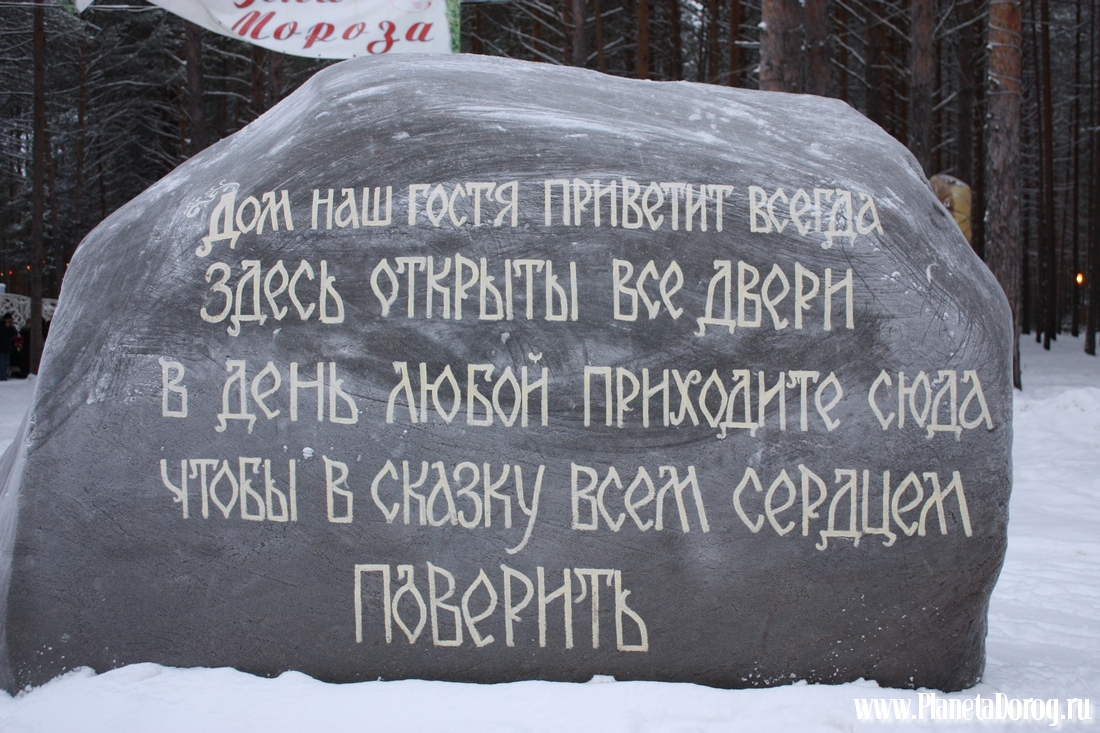 Мороза
Дом наш гостя приветит всегда
Здесь открыты все двери
В день любой приходите сюда
Чтобы в сказку всем сердцем
Поверить
www.PlanetaDorog.ru